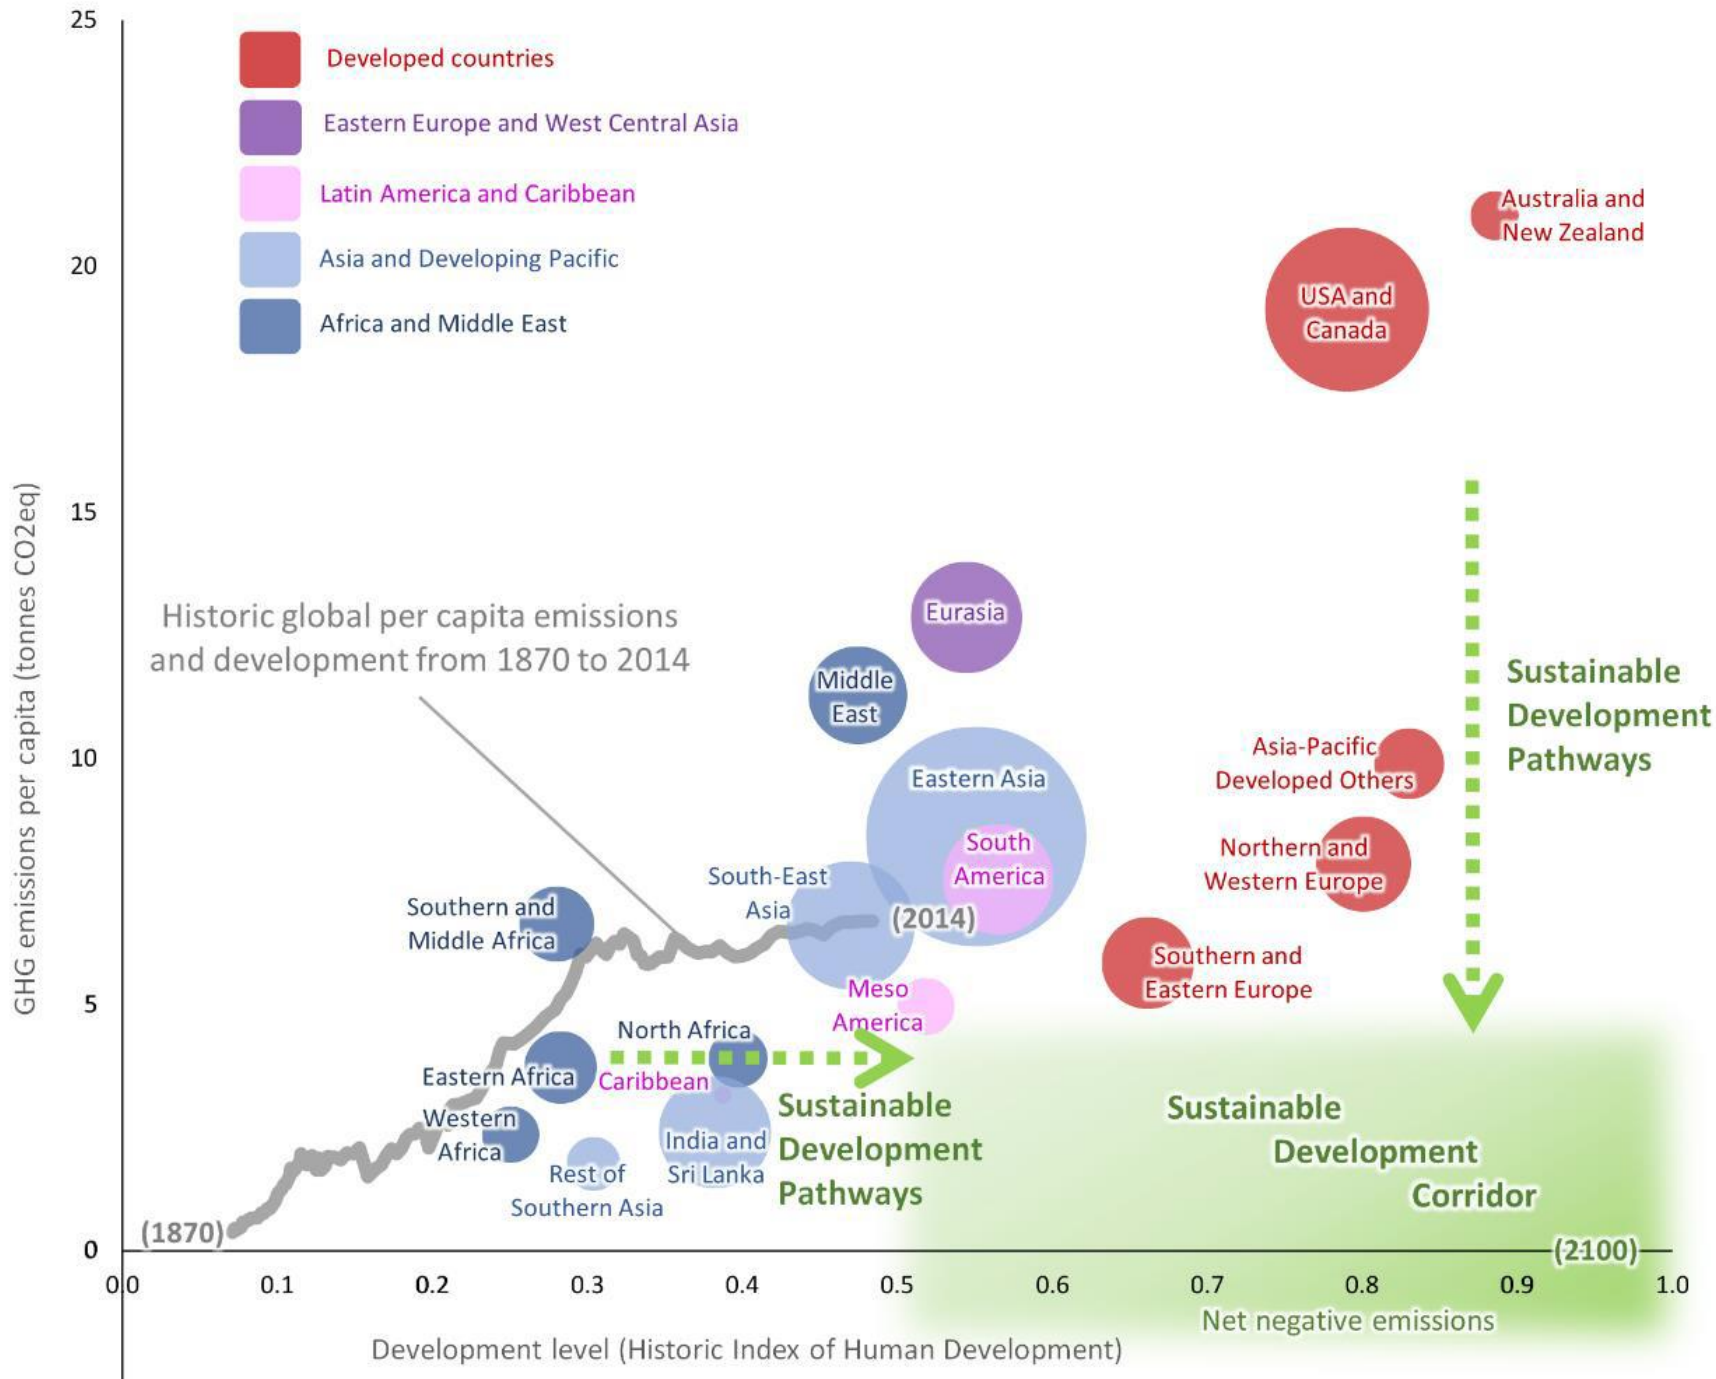 25
20
15
10
5
0
GHG emissions per capita (tonnes CO2eq)
Developed countries
Eastern Europe and West Central Asia
Latin America and Caribbean
Asia and Developing Pacific
Africa and Middle East
Australia and
New Zealand
USA and
Canada
Historic global per capita emissions
and development from 1870 to 2014
Eurasia
Middle
East
Sustainable
Development
Pathways
Asia-Pacific
Developed Others
Eastern Asia
South
America
Northern and
Western Europe
South-East
Asia
(2014)
Southern and
Middle Africa
Southern and
Eastern Europe
Meso
America
North Africa
Eastern Africa
Caribbean
Western
Africa
India and
Sri Lanka
Rest of
Southern Asia
Sustainable
Development
Pathways
Sustainable
Development
Corridor
(1870)
(2100)
0.0 0.1 0.2 0.3 0.4 0.5 0.6 0.7 0.8 0.9 1.0
Net negative emissions
Development level (Historic Index of Human Development)